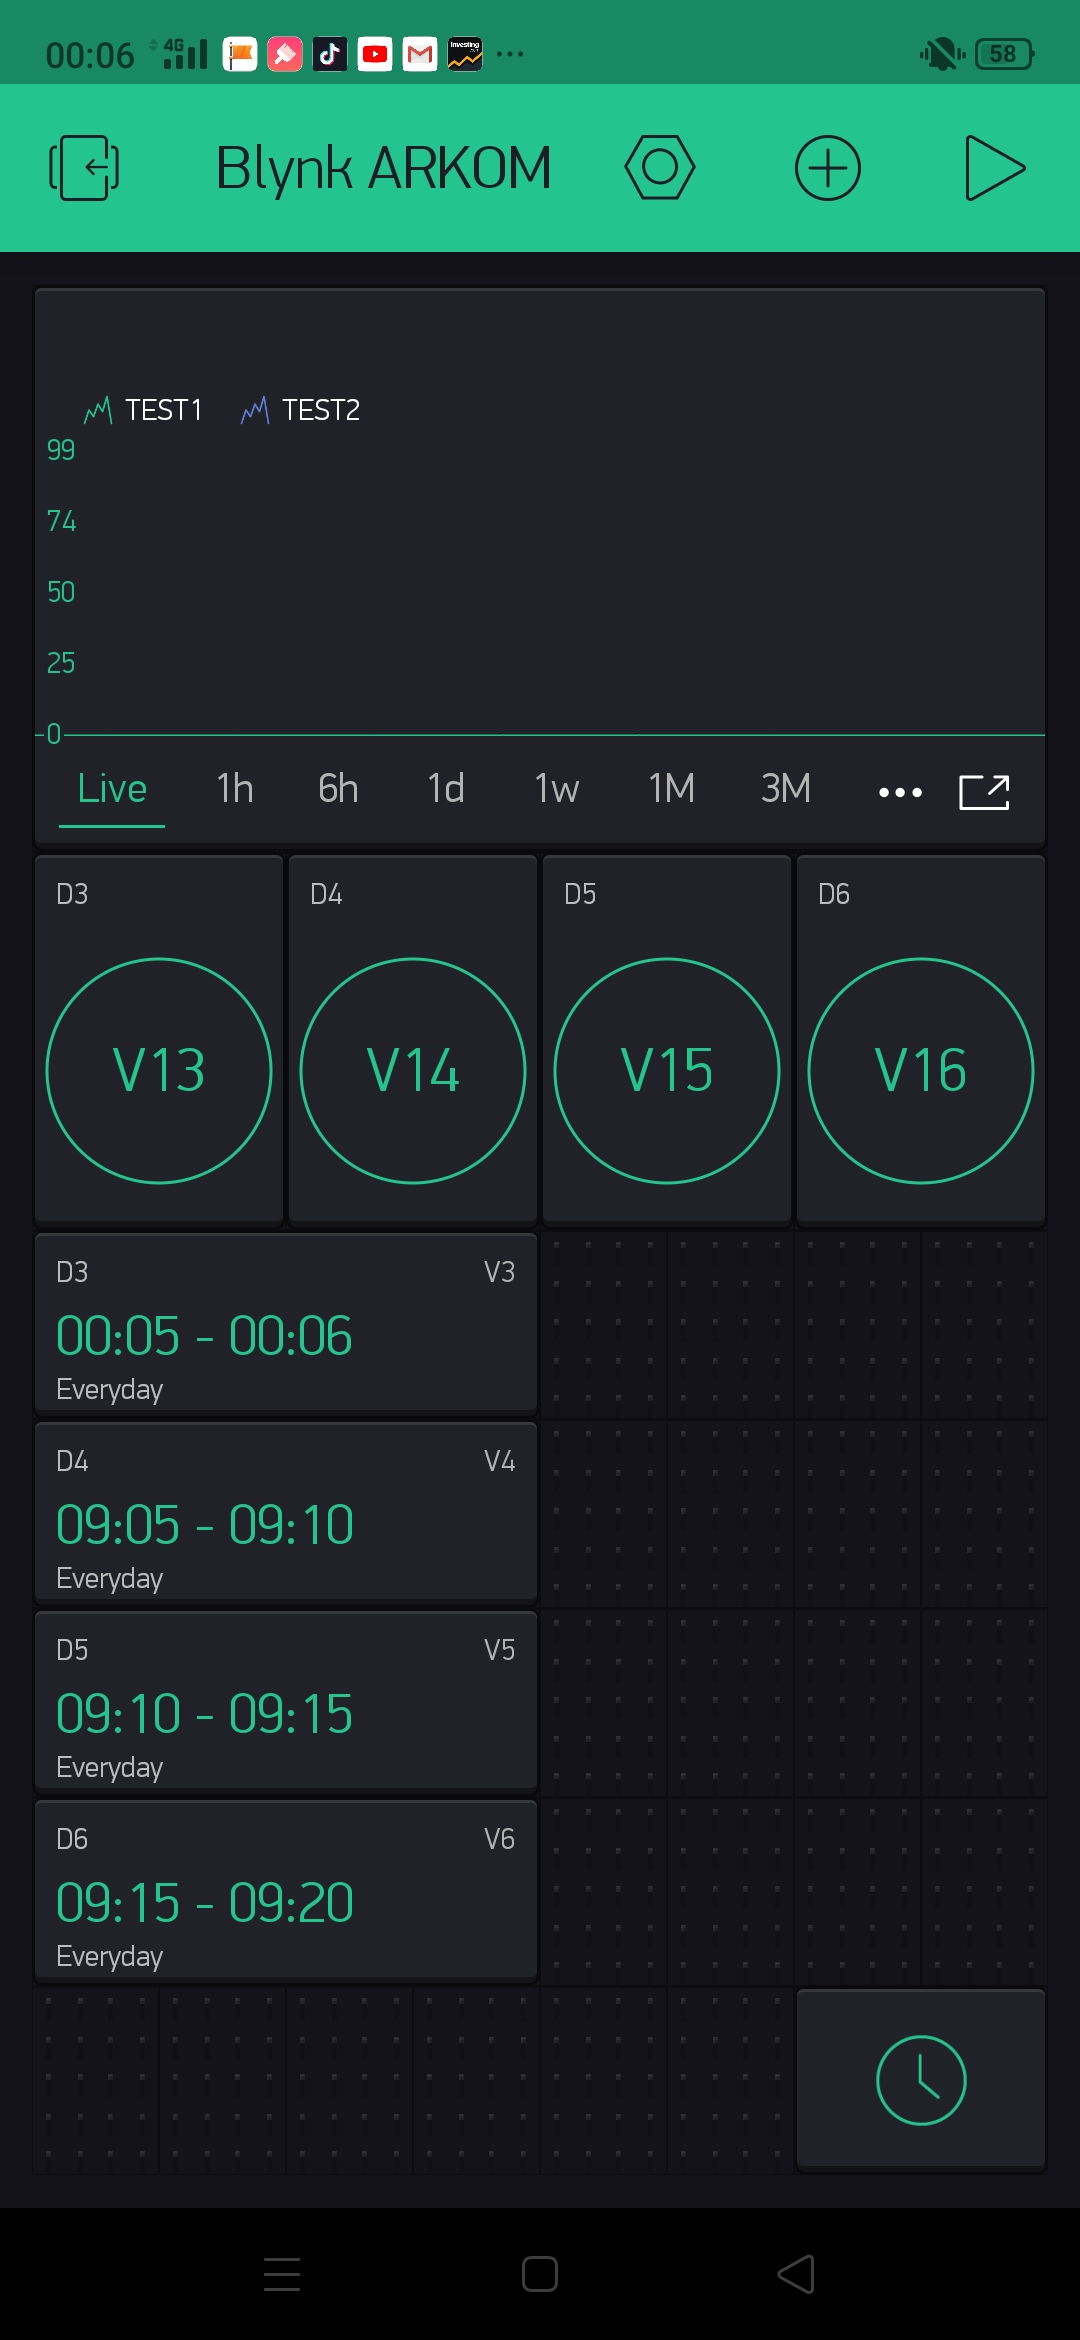 00:06 4G 58
Blynk ARKOM
TEST1 TEST2
99
74
50
25
0
Live 1h 6h 1d 1w 1M 3M
D3 D4 D5 D6
V13 V14 V15 V16
D3 V3
00:05 - 00:06
Everyday
D4 V4
09:05 - 09:10
Everyday
D5 V5
09:10 - 09:15
Everyday
D6 V6
09:15 - 09:20
Everyday